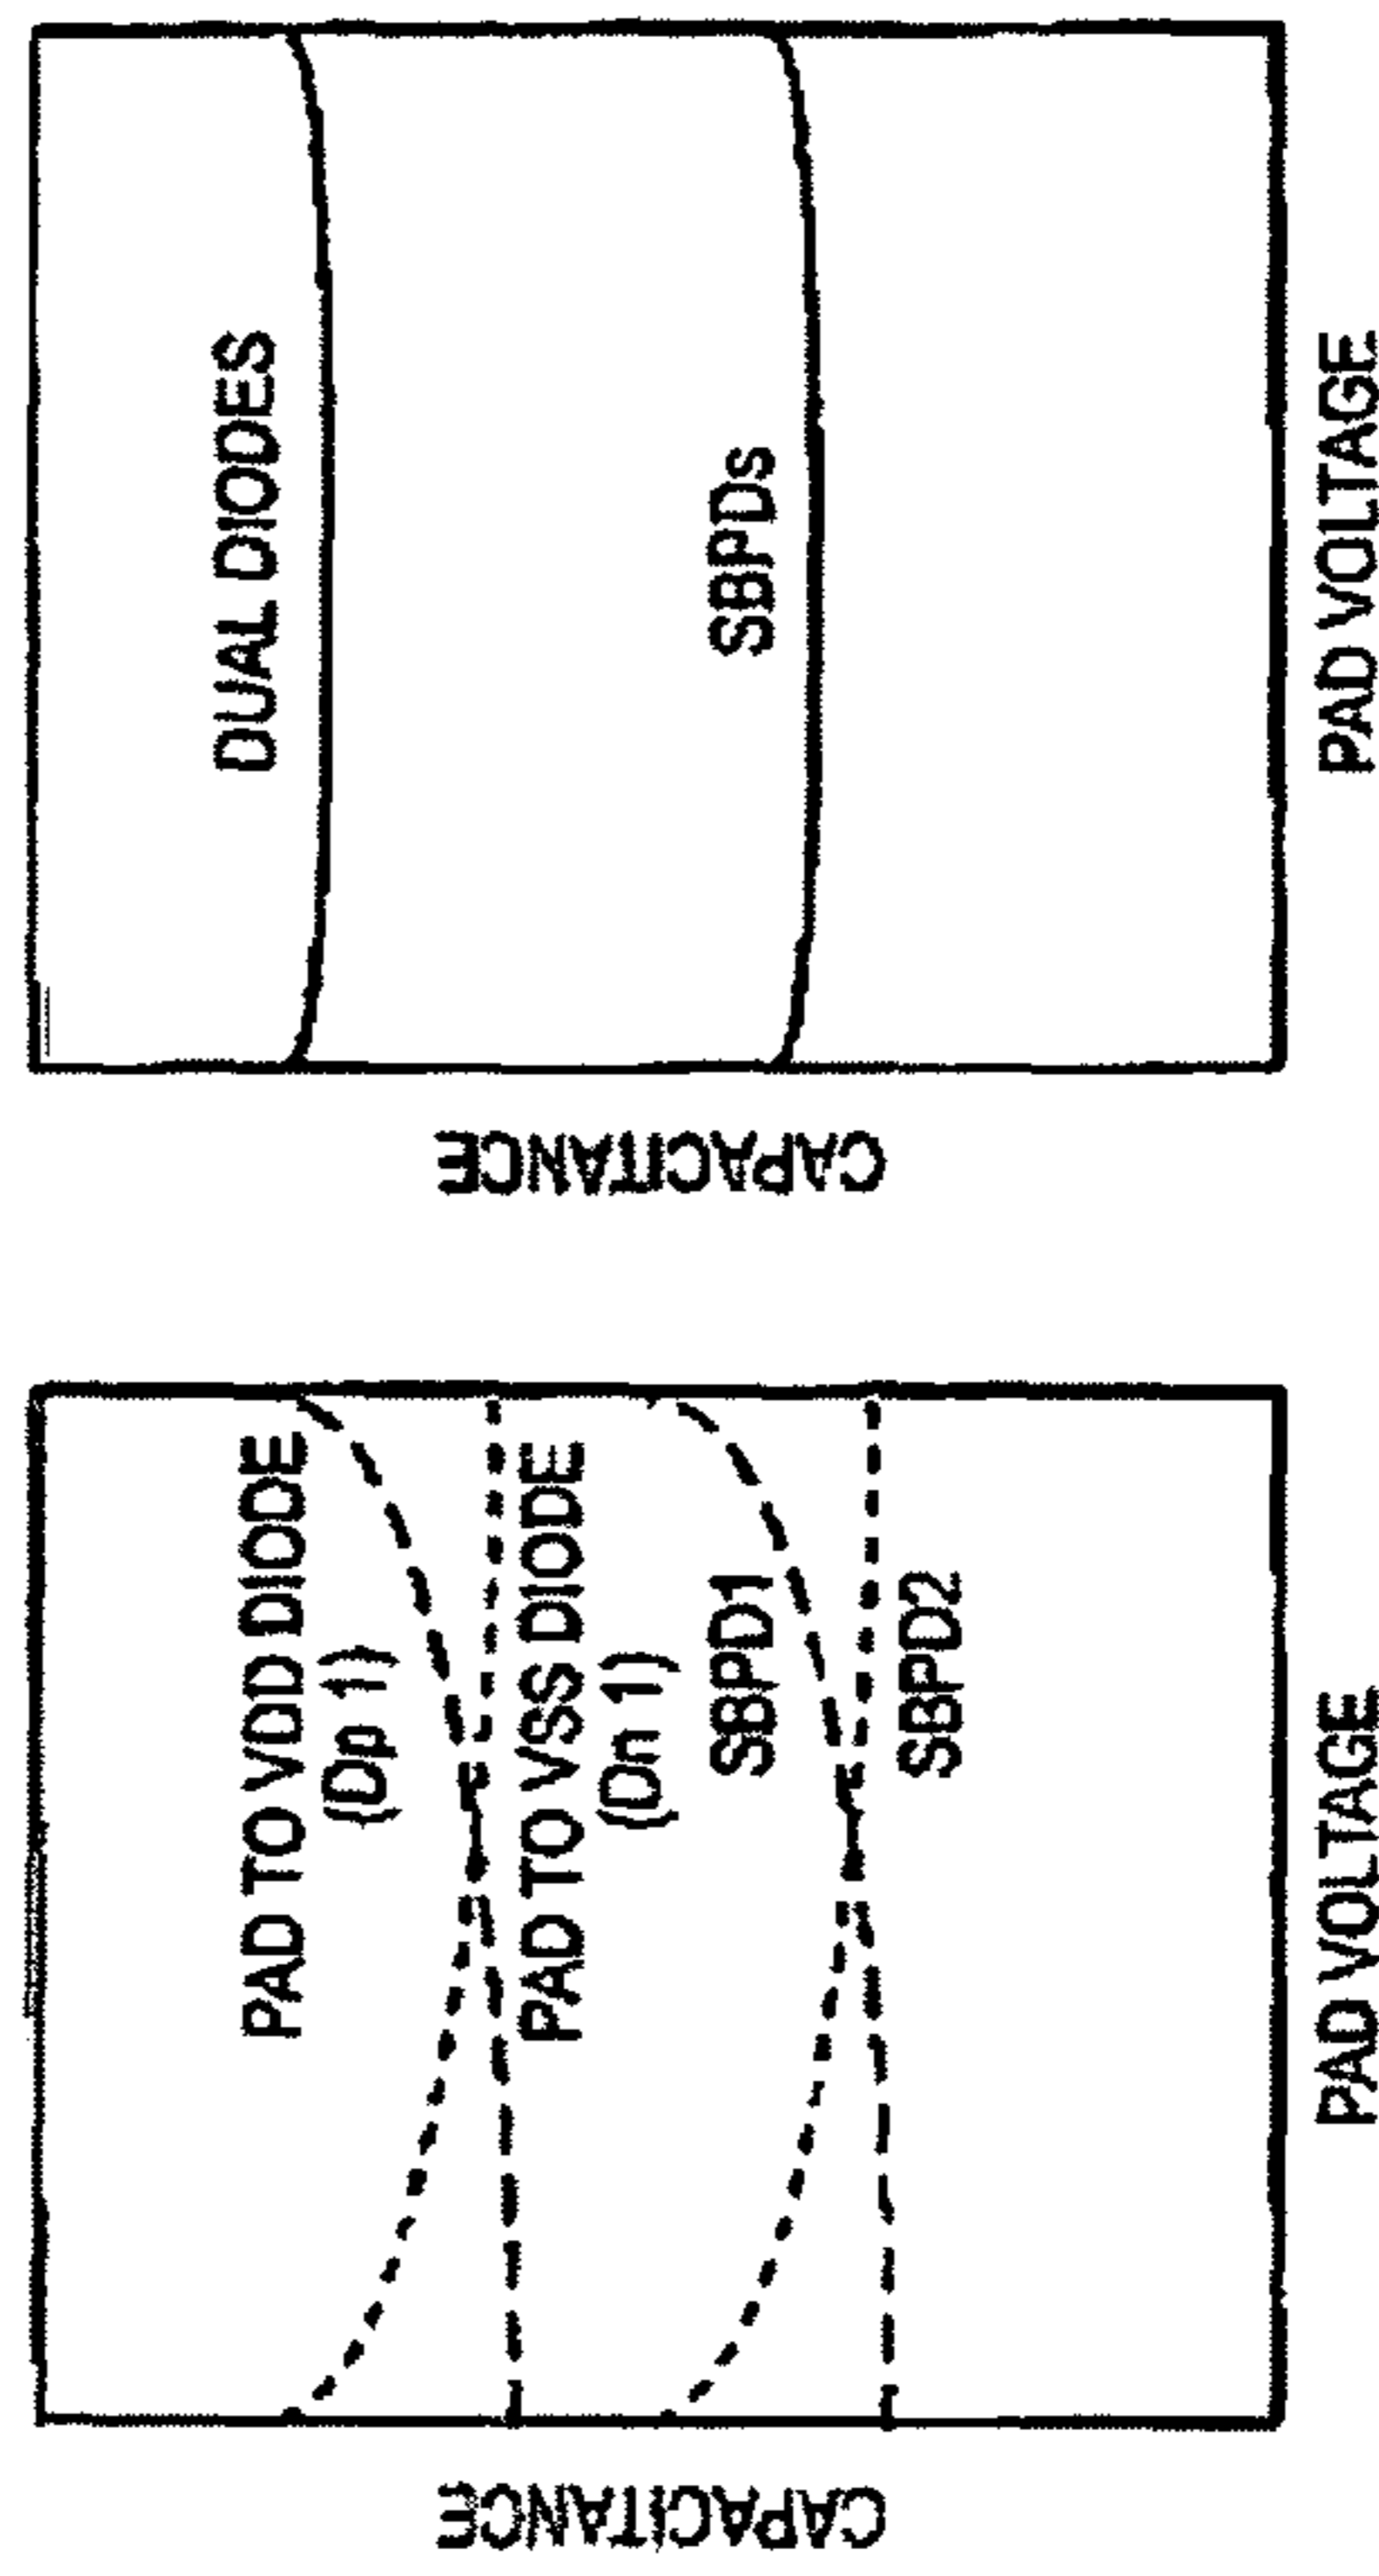 CAPACITANCE
PAD TO VDD DIODE
(Dp 1)
PAD TO VSS DIODE
(Dn 1)
SBPD1
SBPD2
PAD VOLTAGE
CAPACITANCE
DUAL DIODES
SBPDs
PAD VOLTAGE